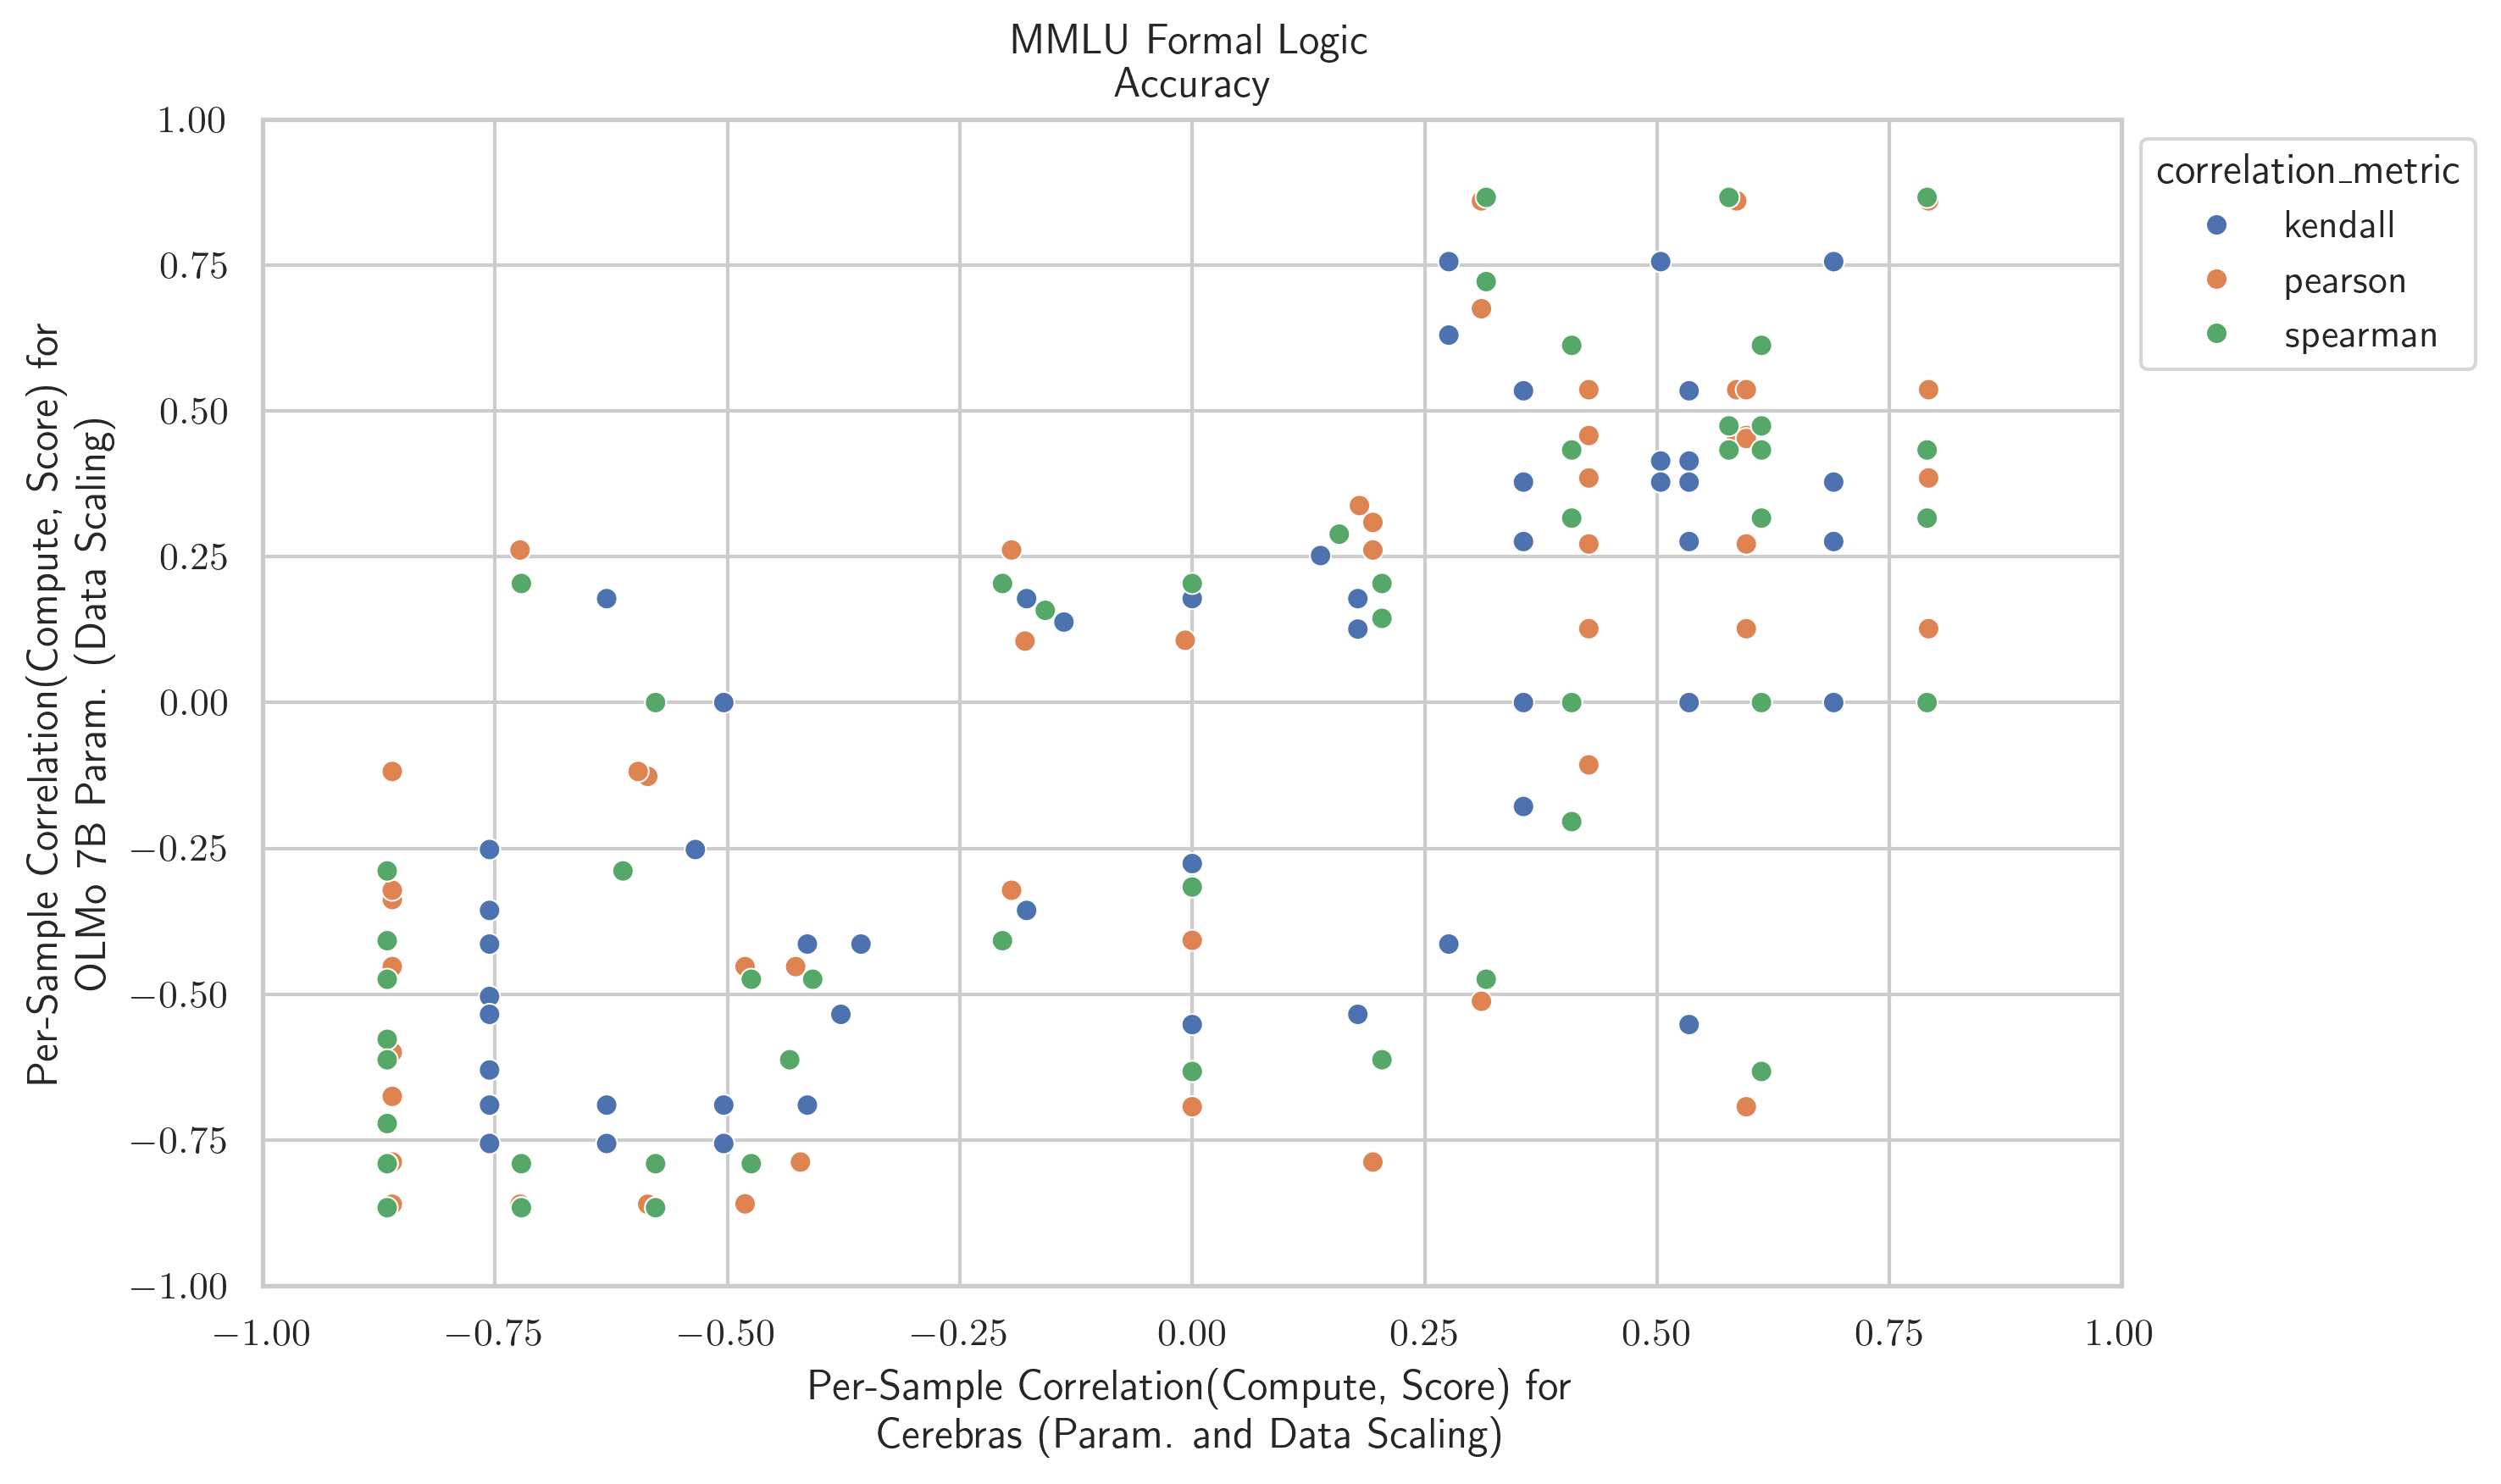 MMLU Formal Logic
Accuracy
1.00
0.75
0.50
0.25
0.00
−0.25
−0.50
−0.75
−1.00
Per-Sample Correlation(Compute, Score) for
OLMo 7B Param. (Data Scaling)
−1.00
−0.75
−0.50
−0.25
0.00
0.25
0.50
0.75
1.00
Per-Sample Correlation(Compute, Score) for
Cerebras (Param. and Data Scaling)
correlation_metric
kendall
pearson
spearman